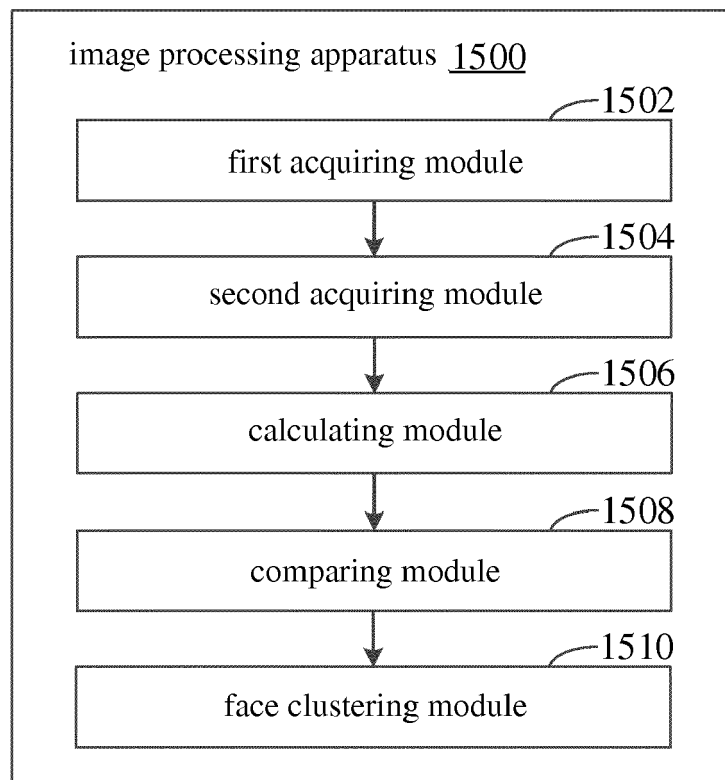 image processing apparatus 1500
1502
first acquiring module
1504
second acquiring module
1506
calculating module
1508
comparing module
1510
face clustering module